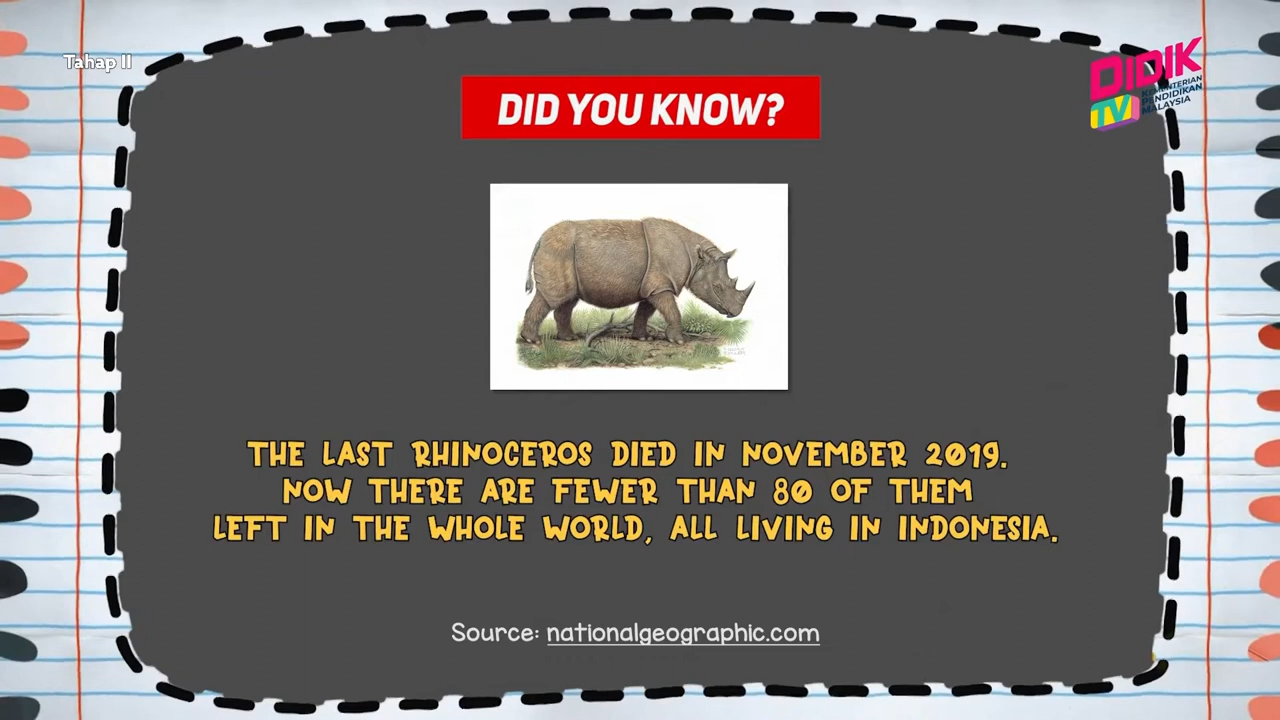 Tahap II
DIDIK
TV
KEMENTERIAN
PENDIDIKAN
MALAYSIA
DID YOU KNOW?
THE LAST RHINOCEROS DIED IN NOVEMBER 2019.
NOW THERE ARE FEWER THAN 80 OF THEM
LEFT IN THE WHOLE WORLD, ALL LIVING IN INDONESIA.
Source: nationalgeographic.com